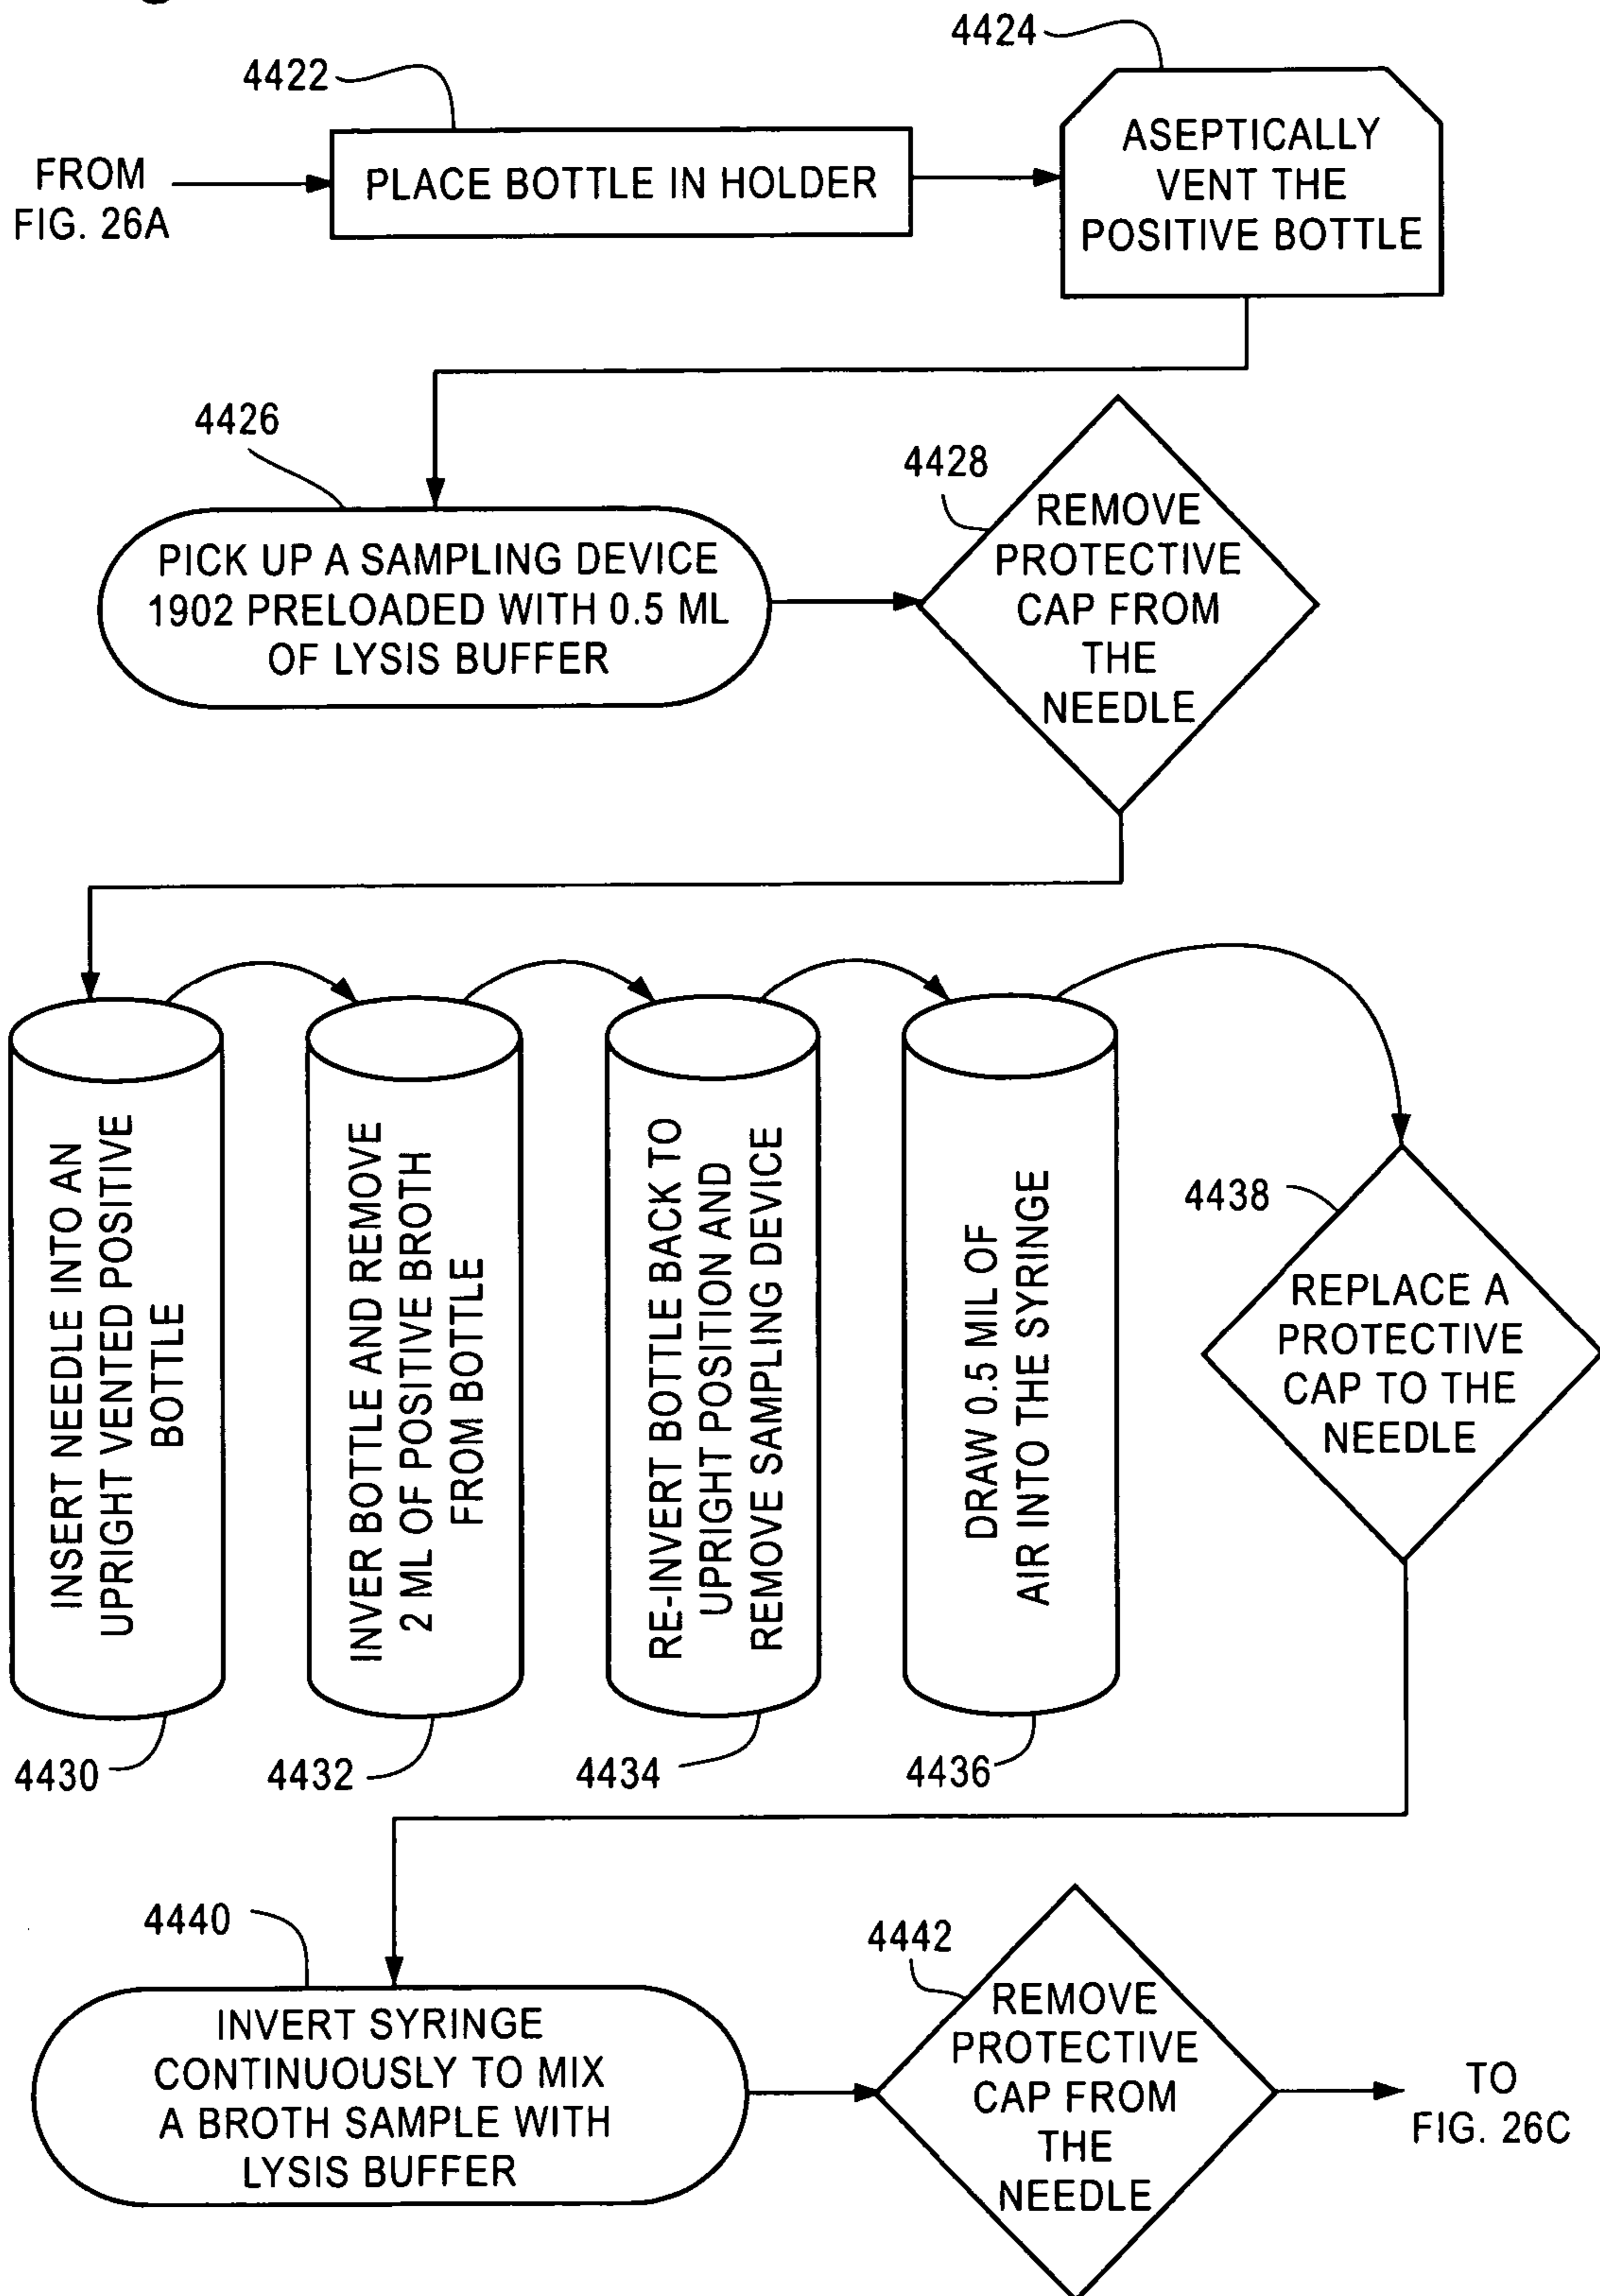 4424
4422
FROM
FIG. 26A
PLACE BOTTLE IN HOLDER
ASEPTICALLY
VENT THE
POSITIVE BOTTLE
4426
PICK UP A SAMPLING DEVICE
1902 PRELOADED WITH 0.5 ML
OF LYSIS BUFFER
4428
REMOVE
PROTECTIVE
CAP FROM
THE
NEEDLE
INSERT NEEDLE INTO AN
UPRIGHT VENTED POSITIVE
BOTTLE
4430
INVER BOTTLE AND REMOVE
2 ML OF POSITIVE BROTH
FROM BOTTLE
4432
RE-INVERT BOTTLE BACK TO
UPRIGHT POSITION AND
REMOVE SAMPLING DEVICE
4434
DRAW 0.5 MIL OF
AIR INTO THE SYRINGE
4436
4438
REPLACE A
PROTECTIVE
CAP TO THE
NEEDLE
4440
INVERT SYRINGE
CONTINUOUSLY TO MIX
A BROTH SAMPLE WITH
LYSIS BUFFER
4442
REMOVE
PROTECTIVE
CAP FROM
THE
NEEDLE
TO
FIG. 26C